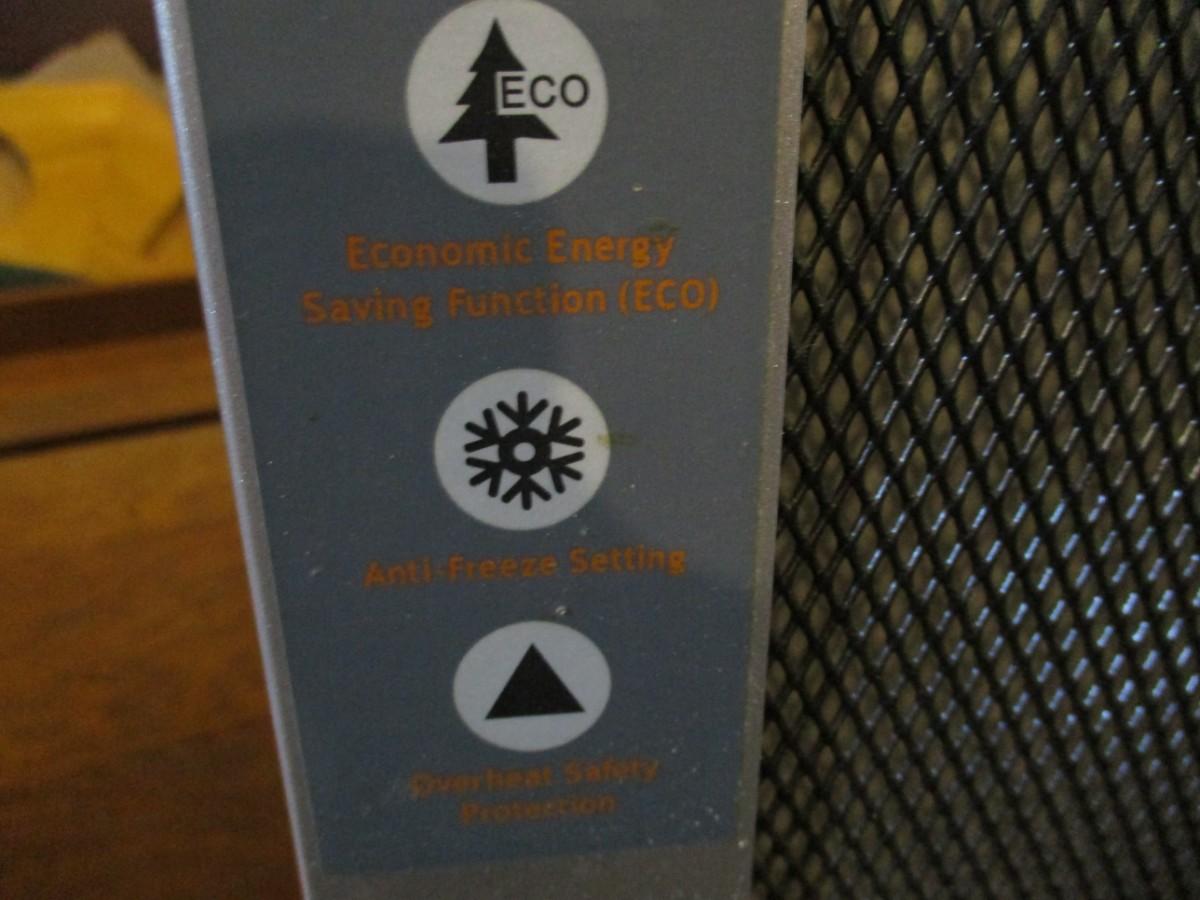 ECO
Economic Energy
Saving Function (ECO)
Anti-Freeze Setting
Overheat Safety
Protection